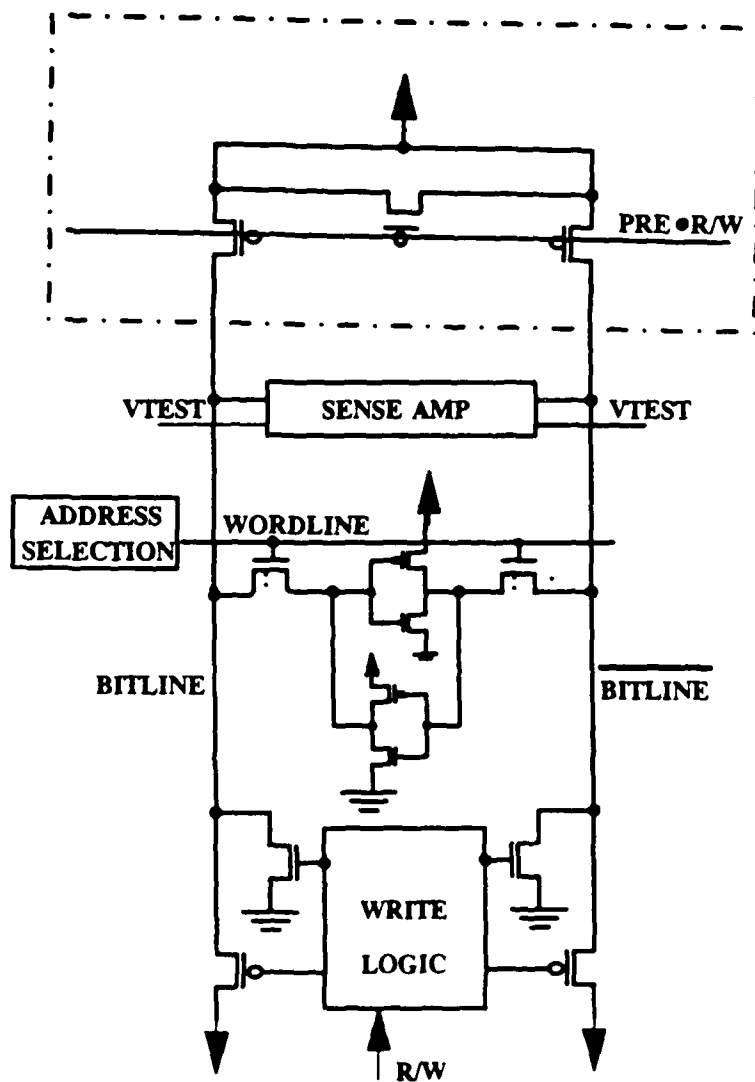 PRE•R/W
VTEST
SENSE AMP
VTEST
ADDRESS
SELECTION
WORDLINE
BITLINE
BITLINE
WRITE
LOGIC
R/W